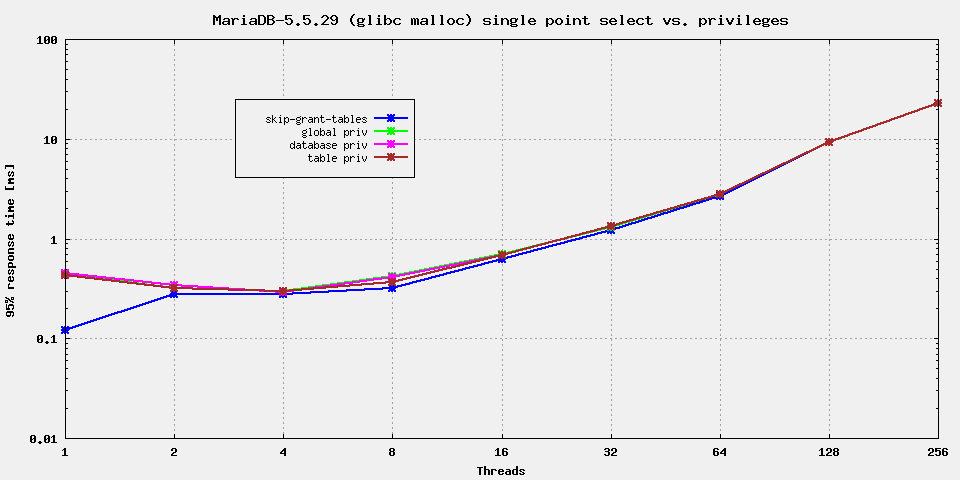 MariaDB-5.5.29 (glibc malloc) single point select vs. privileges
100
10
1
0.1
0.01
95% response time [ms]
skip-grant-tables
global priv
database priv
table priv
1 2 4 8 16 32 64 128 256
Threads